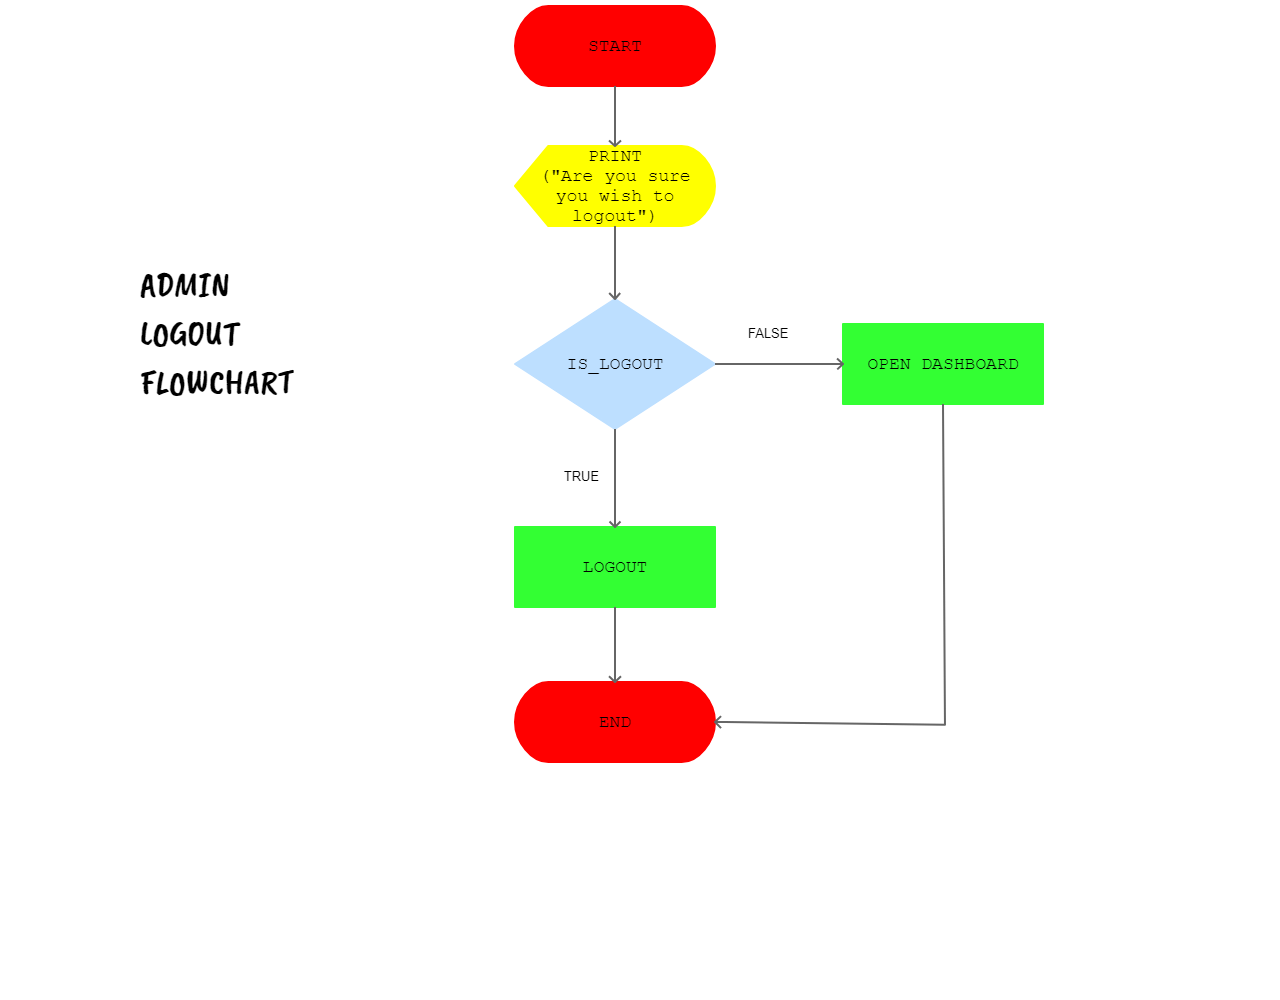 START
PRINT
("Are you sure
you wish to
logout")
ADMIN
LOGOUT
FLOWCHART
FALSE
IS_LOGOUT
OPEN DASHBOARD
TRUE
LOGOUT
END